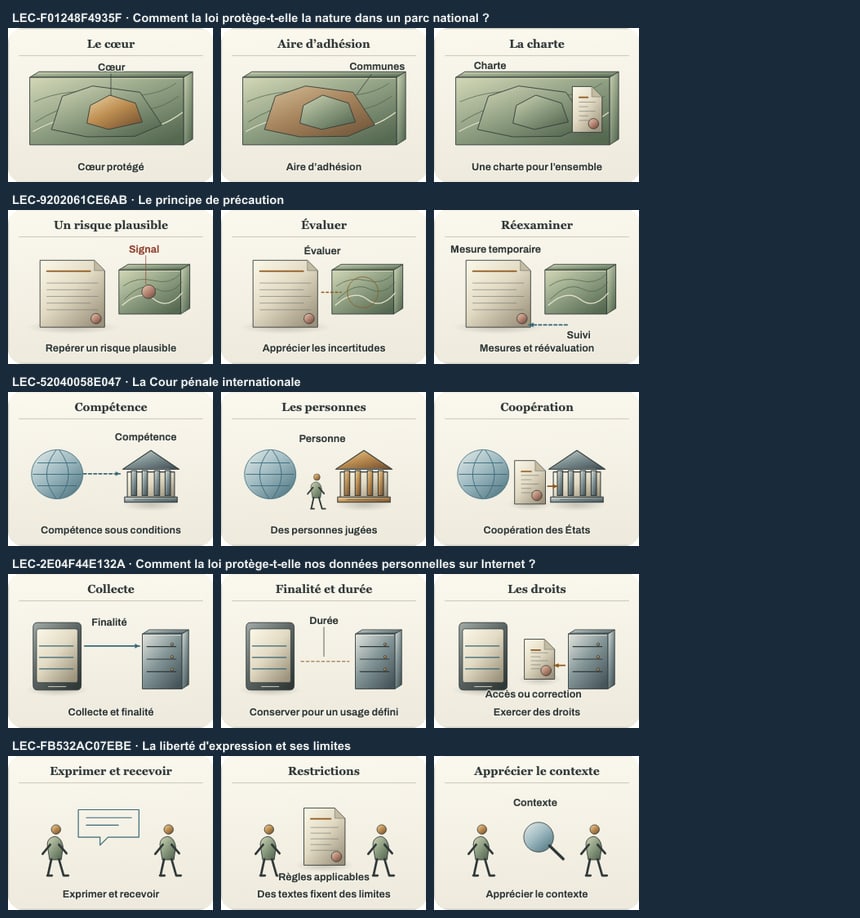 LEC-F01248F4935F · Comment la loi protège-t-elle la nature dans un parc national ?
Le cœur
Cœur
Cœur protégé
Aire d'adhésion
Communes
Aire d'adhésion
La charte
Charte
Une charte pour l'ensemble
LEC-9202061CE6AB · Le principe de précaution
Un risque plausible
Signal
Repérer un risque plausible
Évaluer
Évaluer
Apprécier les incertitudes
Réexaminer
Mesure temporaire
Suivi
Mesures et réévaluation
LEC-52040058E047 · La Cour pénale internationale
Compétence
Compétence
Compétence sous conditions
Les personnes
Personne
Des personnes jugées
Coopération
Coopération des États
LEC-2E04F44E132A · Comment la loi protège-t-elle nos données personnelles sur Internet ?
Collecte
Finalité
Collecte et finalité
Finalité et durée
Durée
Conserver pour un usage défini
Les droits
Accès ou correction
Exercer des droits
LEC-FB532AC07EBE · La liberté d'expression et ses limites
Exprimer et recevoir
Exprimer et recevoir
Restrictions
Règles applicables
Des textes fixent des limites
Apprécier le contexte
Contexte
Apprécier le contexte